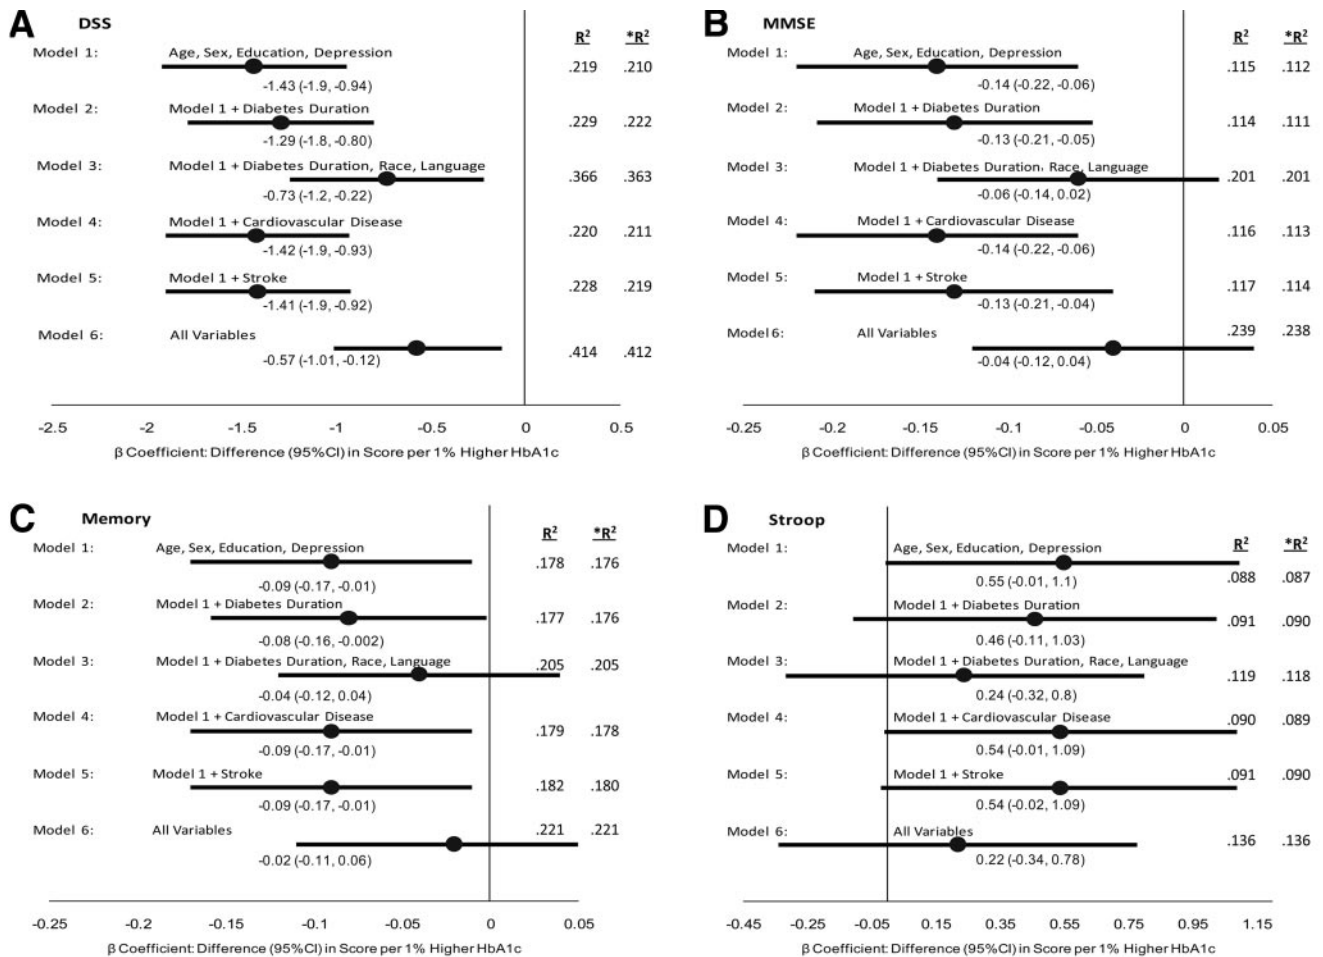 A DSS
R² *R²
Model 1: Age, Sex, Education, Depression
.219 .210
-1.43 (-1.9, -0.94)
Model 2: Model 1 + Diabetes Duration
.229 .222
-1.29 (-1.8, -0.80)
Model 3: Model 1 + Diabetes Duration, Race, Language
.366 .363
-0.73 (-1.2, -0.22)
Model 4: Model 1 + Cardiovascular Disease
.220 .211
-1.42 (-1.9, -0.93)
Model 5: Model 1 + Stroke
.228 .219
-1.41 (-1.9, -0.92)
Model 6: All Variables
.414 .412
-0.57 (-1.01, -0.12)
-2.5 -2 -1.5 -1 -0.5 0 0.5
β Coefficient: Difference (95%CI) in Score per 1% Higher HbA1c
B MMSE
R² *R²
Model 1: Age, Sex, Education, Depression
.115 .112
-0.14 (-0.22, -0.06)
Model 2: Model 1 + Diabetes Duration
.114 .111
-0.13 (-0.21, -0.05)
Model 3: Model 1 + Diabetes Duration, Race, Language
.201 .201
-0.06 (-0.14, 0.02)
Model 4: Model 1 + Cardiovascular Disease
.116 .113
-0.14 (-0.22, -0.06)
Model 5: Model 1 + Stroke
.117 .114
-0.13 (-0.21, -0.04)
Model 6: All Variables
.239 .238
-0.04 (-0.12, 0.04)
-0.25 -0.2 -0.15 -0.1 -0.05 0 0.05
β Coefficient: Difference (95%CI) in Score per 1% Higher HbA1c
C Memory
R² *R²
Model 1: Age, Sex, Education, Depression
.178 .176
-0.09 (-0.17, -0.01)
Model 2: Model 1 + Diabetes Duration
.177 .176
-0.08 (-0.16, -0.002)
Model 3: Model 1 + Diabetes Duration, Race, Language
.205 .205
-0.04 (-0.12, 0.04)
Model 4: Model 1 + Cardiovascular Disease
.179 .178
-0.09 (-0.17, -0.01)
Model 5: Model 1 + Stroke
.182 .180
-0.09 (-0.17, -0.01)
Model 6: All Variables
.221 .221
-0.02 (-0.11, 0.06)
-0.25 -0.2 -0.15 -0.1 -0.05 0 0.05
β Coefficient: Difference (95%CI) in Score per 1% Higher HbA1c
D Stroop
R² *R²
Model 1: Age, Sex, Education, Depression
.088 .087
0.55 (-0.01, 1.1)
Model 2: Model 1 + Diabetes Duration
.091 .090
0.46 (-0.11, 1.03)
Model 3: Model 1 + Diabetes Duration, Race, Language
.119 .118
0.24 (-0.32, 0.8)
Model 4: Model 1 + Cardiovascular Disease
.090 .089
0.54 (-0.01, 1.09)
Model 5: Model 1 + Stroke
.091 .090
0.54 (-0.02, 1.09)
Model 6: All Variables
.136 .136
0.22 (-0.34, 0.78)
-0.45 -0.25 -0.05 0.15 0.35 0.55 0.75 0.95 1.15
β Coefficient: Difference (95%CI) in Score per 1% Higher HbA1c